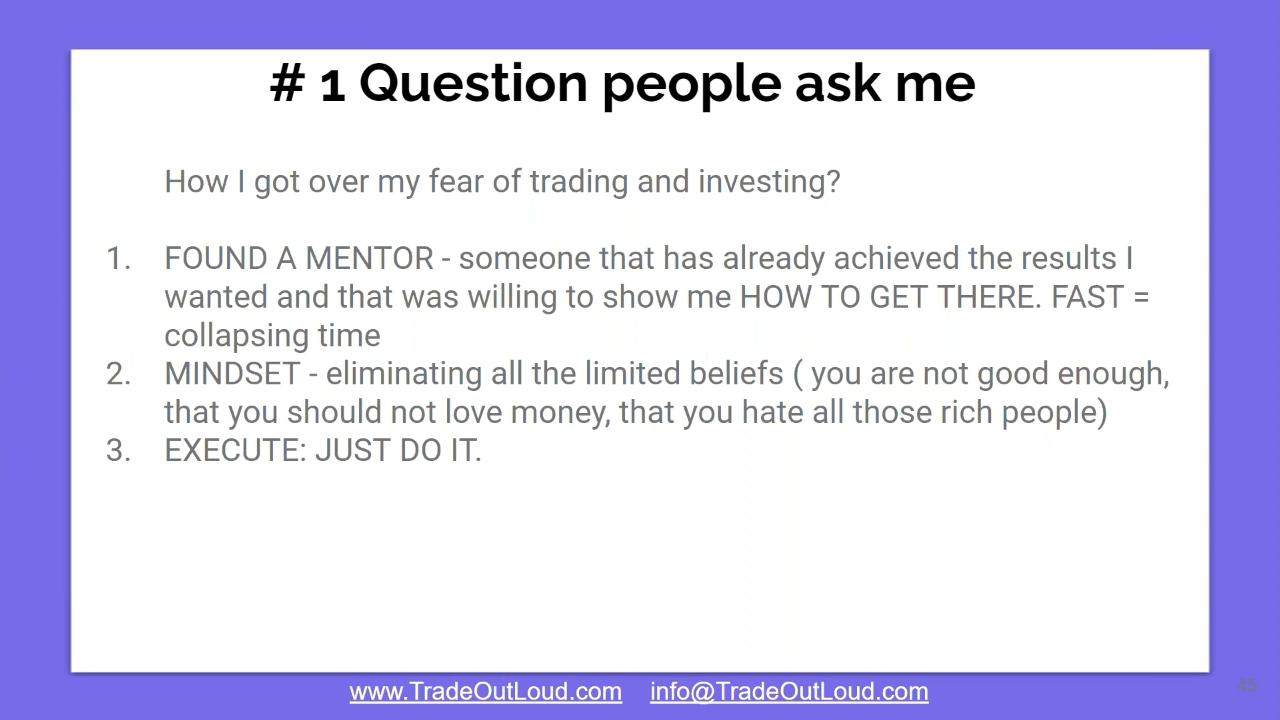 # 1 Question people ask me
How I got over my fear of trading and investing?
1. FOUND A MENTOR - someone that has already achieved the results I
wanted and that was willing to show me HOW TO GET THERE. FAST =
collapsing time
2. MINDSET - eliminating all the limited beliefs ( you are not good enough,
that you should not love money, that you hate all those rich people)
3. EXECUTE: JUST DO IT.
www.TradeOutLoud.com info@TradeOutLoud.com
45